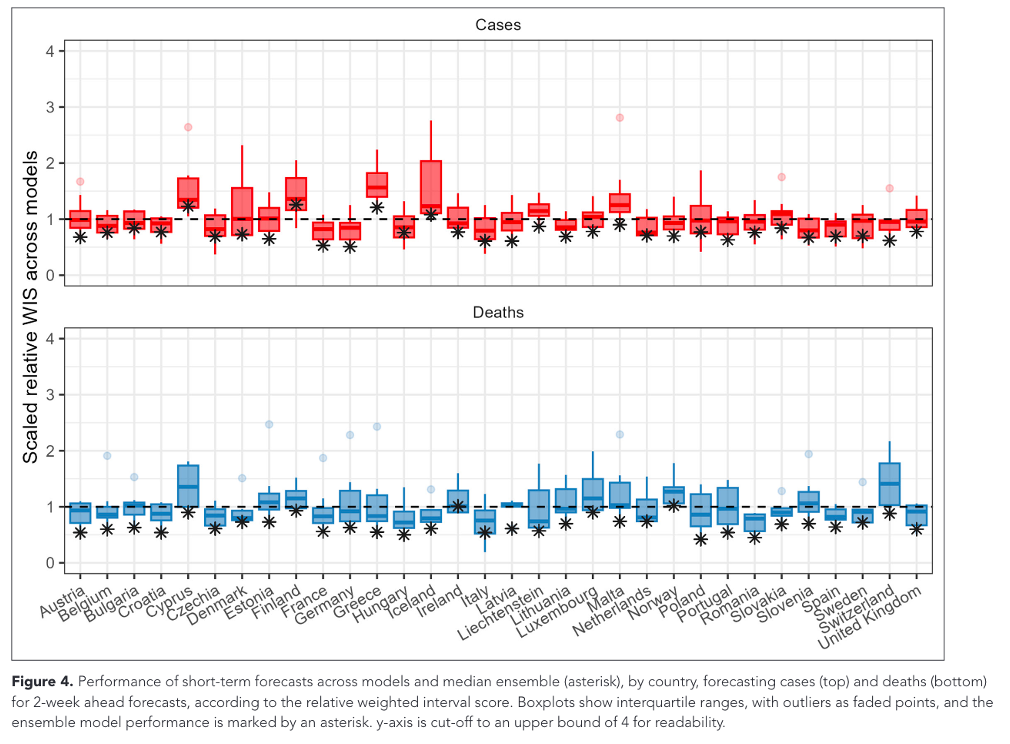 Cases
4
3
2
1
0
Scaled relative WIS across models
Deaths
4
3
2
1
0
Austria
Belgium
Bulgaria
Croatia
Cyprus
Czechia
Denmark
Estonia
Finland
France
Germany
Greece
Hungary
Iceland
Ireland
Italy
Latvia
Liechtenstein
Lithuania
Luxembourg
Malta
Netherlands
Norway
Poland
Portugal
Romania
Slovakia
Slovenia
Spain
Sweden
Switzerland
United Kingdom
Figure 4. Performance of short-term forecasts across models and median ensemble (asterisk), by country, forecasting cases (top) and deaths (bottom)
for 2-week ahead forecasts, according to the relative weighted interval score. Boxplots show interquartile ranges, with outliers as faded points, and the
ensemble model performance is marked by an asterisk. y-axis is cut-off to an upper bound of 4 for readability.